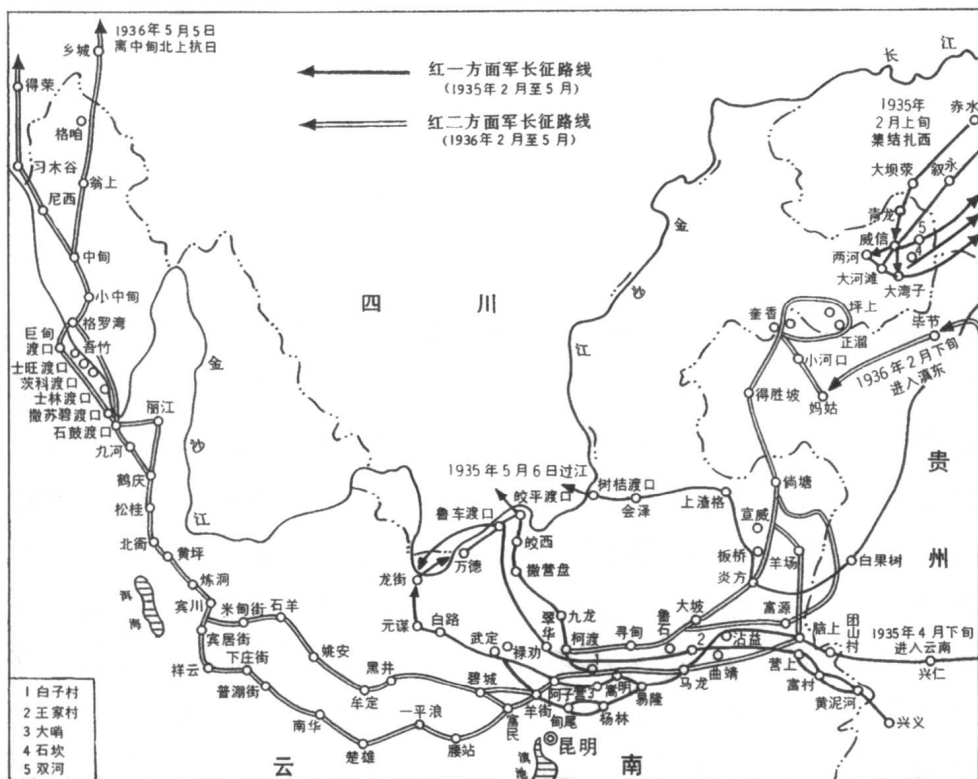 1936年5月5日
离中甸北上抗日
乡城
得荣
格咱
习木谷
翁上
尼西
中甸
小中甸
格罗湾
巨甸
渡口
吾竹
士旺渡口
茨科渡口
士林渡口
撒苏碧渡口
石鼓渡口
丽江
九河
鹤庆
松桂
北衙
黄坪
炼洞
宾川
洱
海
宾居街
米甸街
石羊
祥云
下庄街
普淜街
姚安
牟定
黑井
南华
楚雄
一平浪
腰站
碧城
富民
羊街
金
沙
江
红一方面军长征路线
(1935年2月至5月)
红二方面军长征路线
(1936年2月至5月)
四川
长江
1935年
2月上旬
集结扎西
赤水
大坝荥
叙永
青龙
威信
5
4
两河
大河滩
大湾子
金
沙
江
奎香
坪上
正溜
小河口
毕节
1936年2月下旬
进入滇东
妈姑
得胜坡
倘塘
贵
州
1935年5月6日过江
树桔渡口
会泽
上渣格
宣威
板桥
羊场
炎方
白果树
皎平渡口
鲁车渡口
皎西
撒营盘
万德
龙街
元谋
白路
武定
禄劝
翠华
九龙
柯渡
寻甸
鲁石
大坡
富源
1
2
沾益
曲靖
马龙
脑上
团山村
1935年4月下旬
进入云南
兴仁
营上
富村
黄泥河
兴义
阿子营
3
嵩明
易隆
甸尾
杨林
昆明
滇池
云
南
1 白子村
2 王家村
3 大哨
4 石坎
5 双河